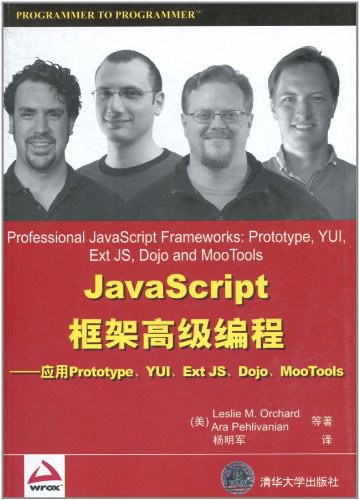 PROGRAMMER TO PROGRAMMER™
Professional JavaScript Frameworks: Prototype, YUI,
Ext JS, Dojo and MooTools
JavaScript
框架高级编程
——应用Prototype、YUI、Ext JS、Dojo、MooTools
(美) Leslie M. Orchard
Ara Pehlivanian 等著
杨明军 译
wrox™
清华大学出版社